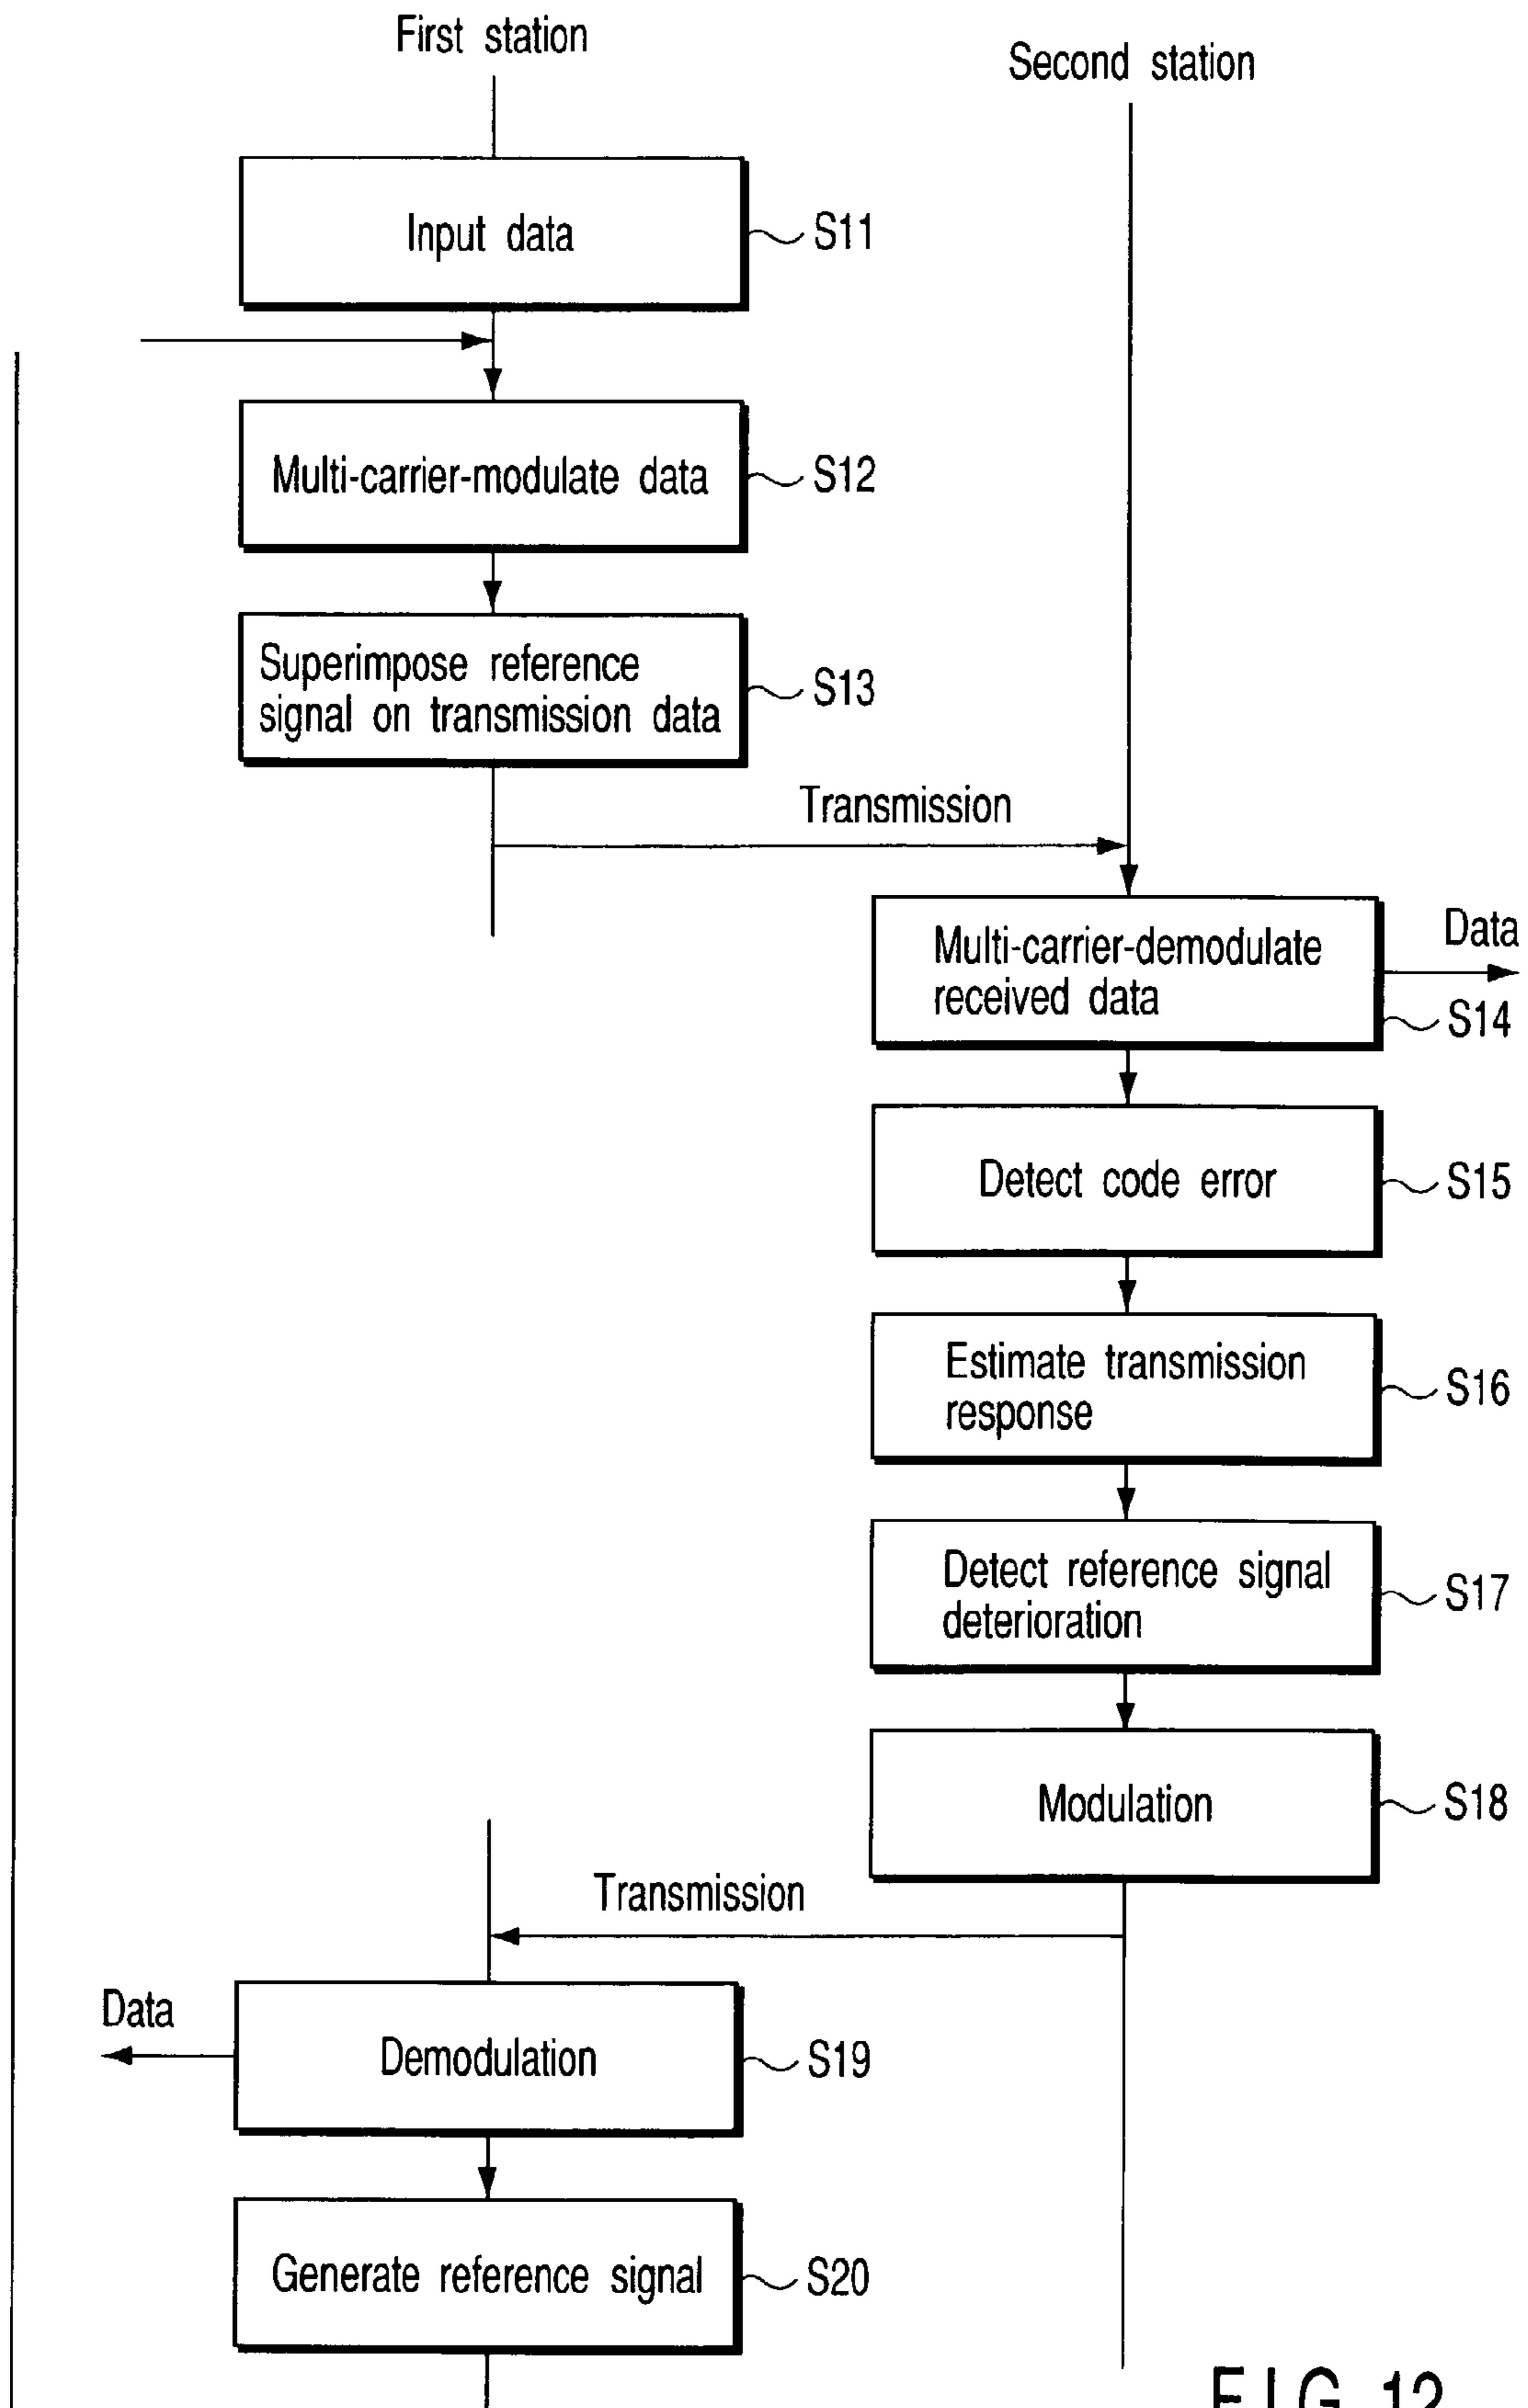 First station
Second station
Input data
S11
Multi-carrier-modulate data
S12
Superimpose reference
signal on transmission data
S13
Transmission
Multi-carrier-demodulate
received data
Data
S14
Detect code error
S15
Estimate transmission
response
S16
Detect reference signal
deterioration
S17
Modulation
S18
Transmission
Data
Demodulation
S19
Generate reference signal
S20
FIG. 12